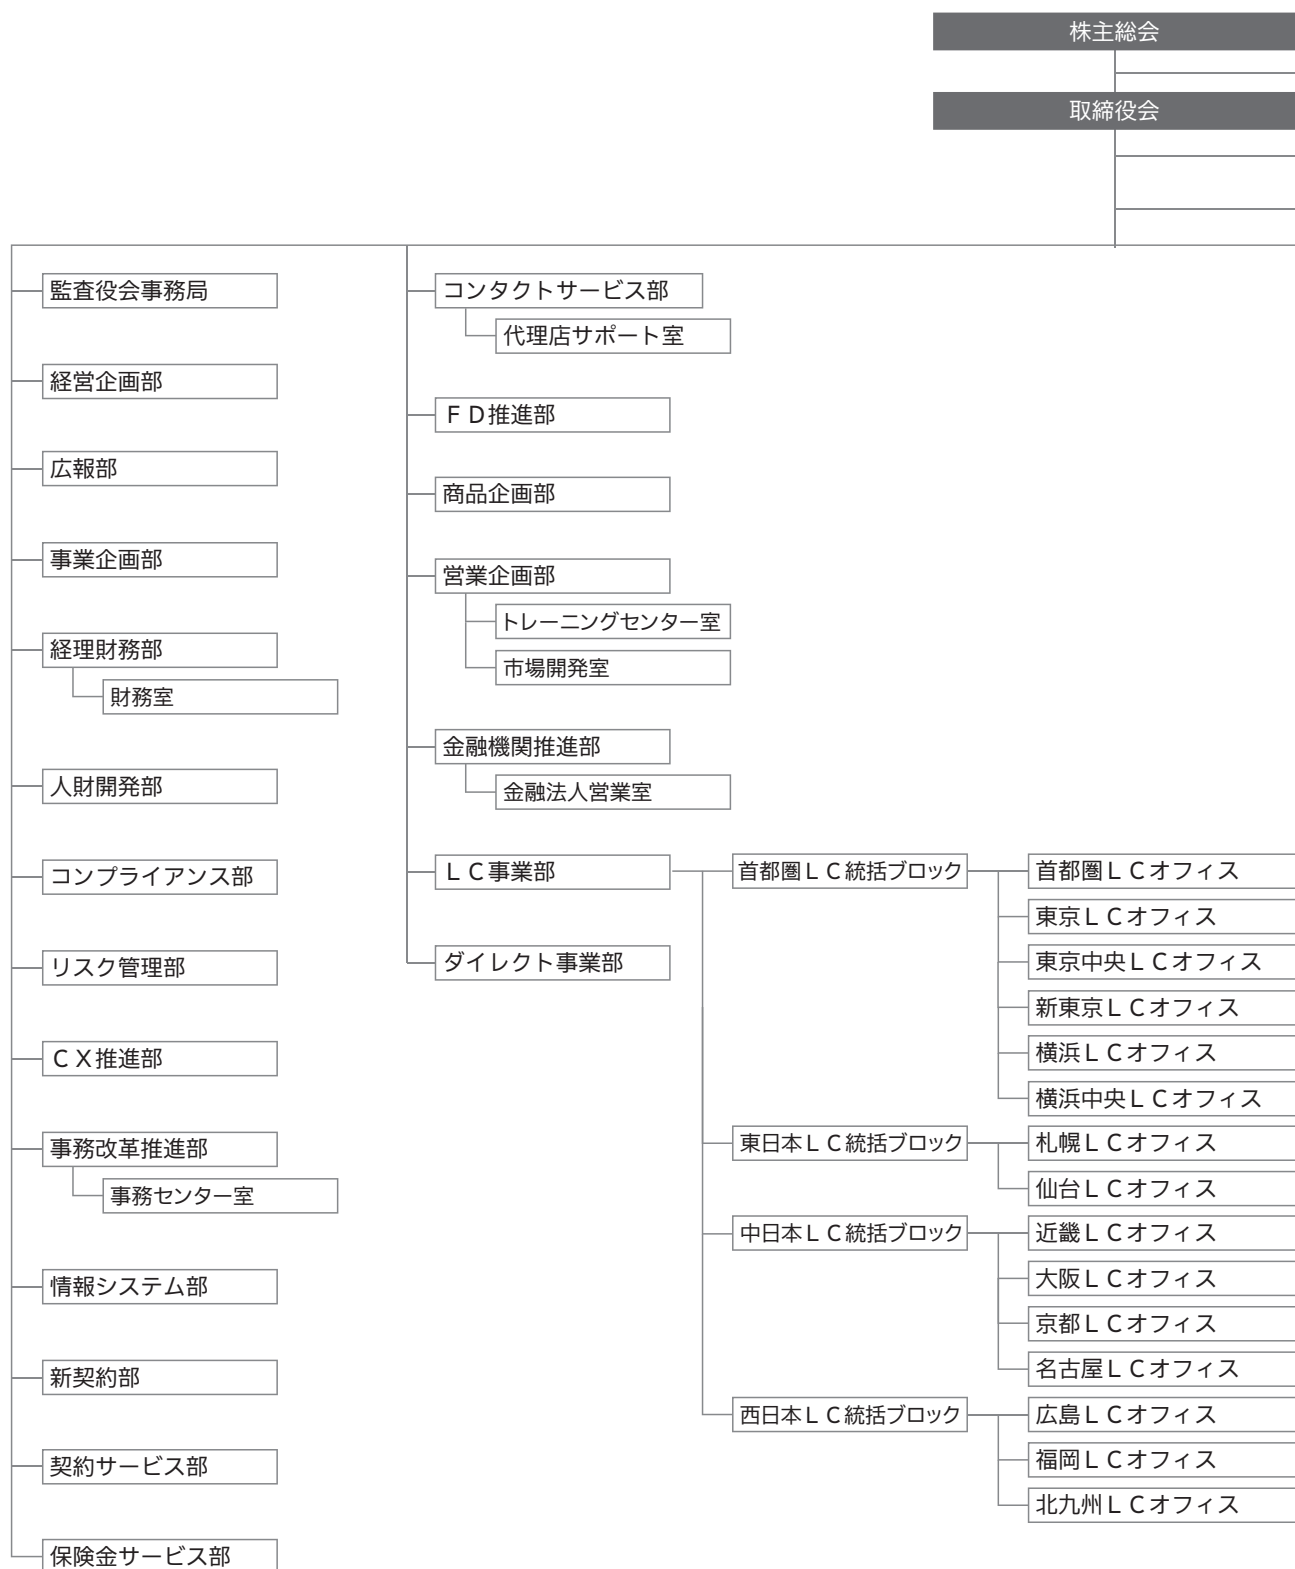 株主総会
取締役会
監査役会事務局
経営企画部
広報部
事業企画部
経理財務部
財務室
人財開発部
コンプライアンス部
リスク管理部
ＣＸ推進部
事務改革推進部
事務センター室
情報システム部
新契約部
契約サービス部
保険金サービス部
コンタクトサービス部
代理店サポート室
ＦＤ推進部
商品企画部
営業企画部
トレーニングセンター室
市場開発室
金融機関推進部
金融法人営業室
ＬＣ事業部
ダイレクト事業部
首都圏ＬＣ統括ブロック
首都圏ＬＣオフィス
東京ＬＣオフィス
東京中央ＬＣオフィス
新東京ＬＣオフィス
横浜ＬＣオフィス
横浜中央ＬＣオフィス
東日本ＬＣ統括ブロック
札幌ＬＣオフィス
仙台ＬＣオフィス
中日本ＬＣ統括ブロック
近畿ＬＣオフィス
大阪ＬＣオフィス
京都ＬＣオフィス
名古屋ＬＣオフィス
西日本ＬＣ統括ブロック
広島ＬＣオフィス
福岡ＬＣオフィス
北九州ＬＣオフィス